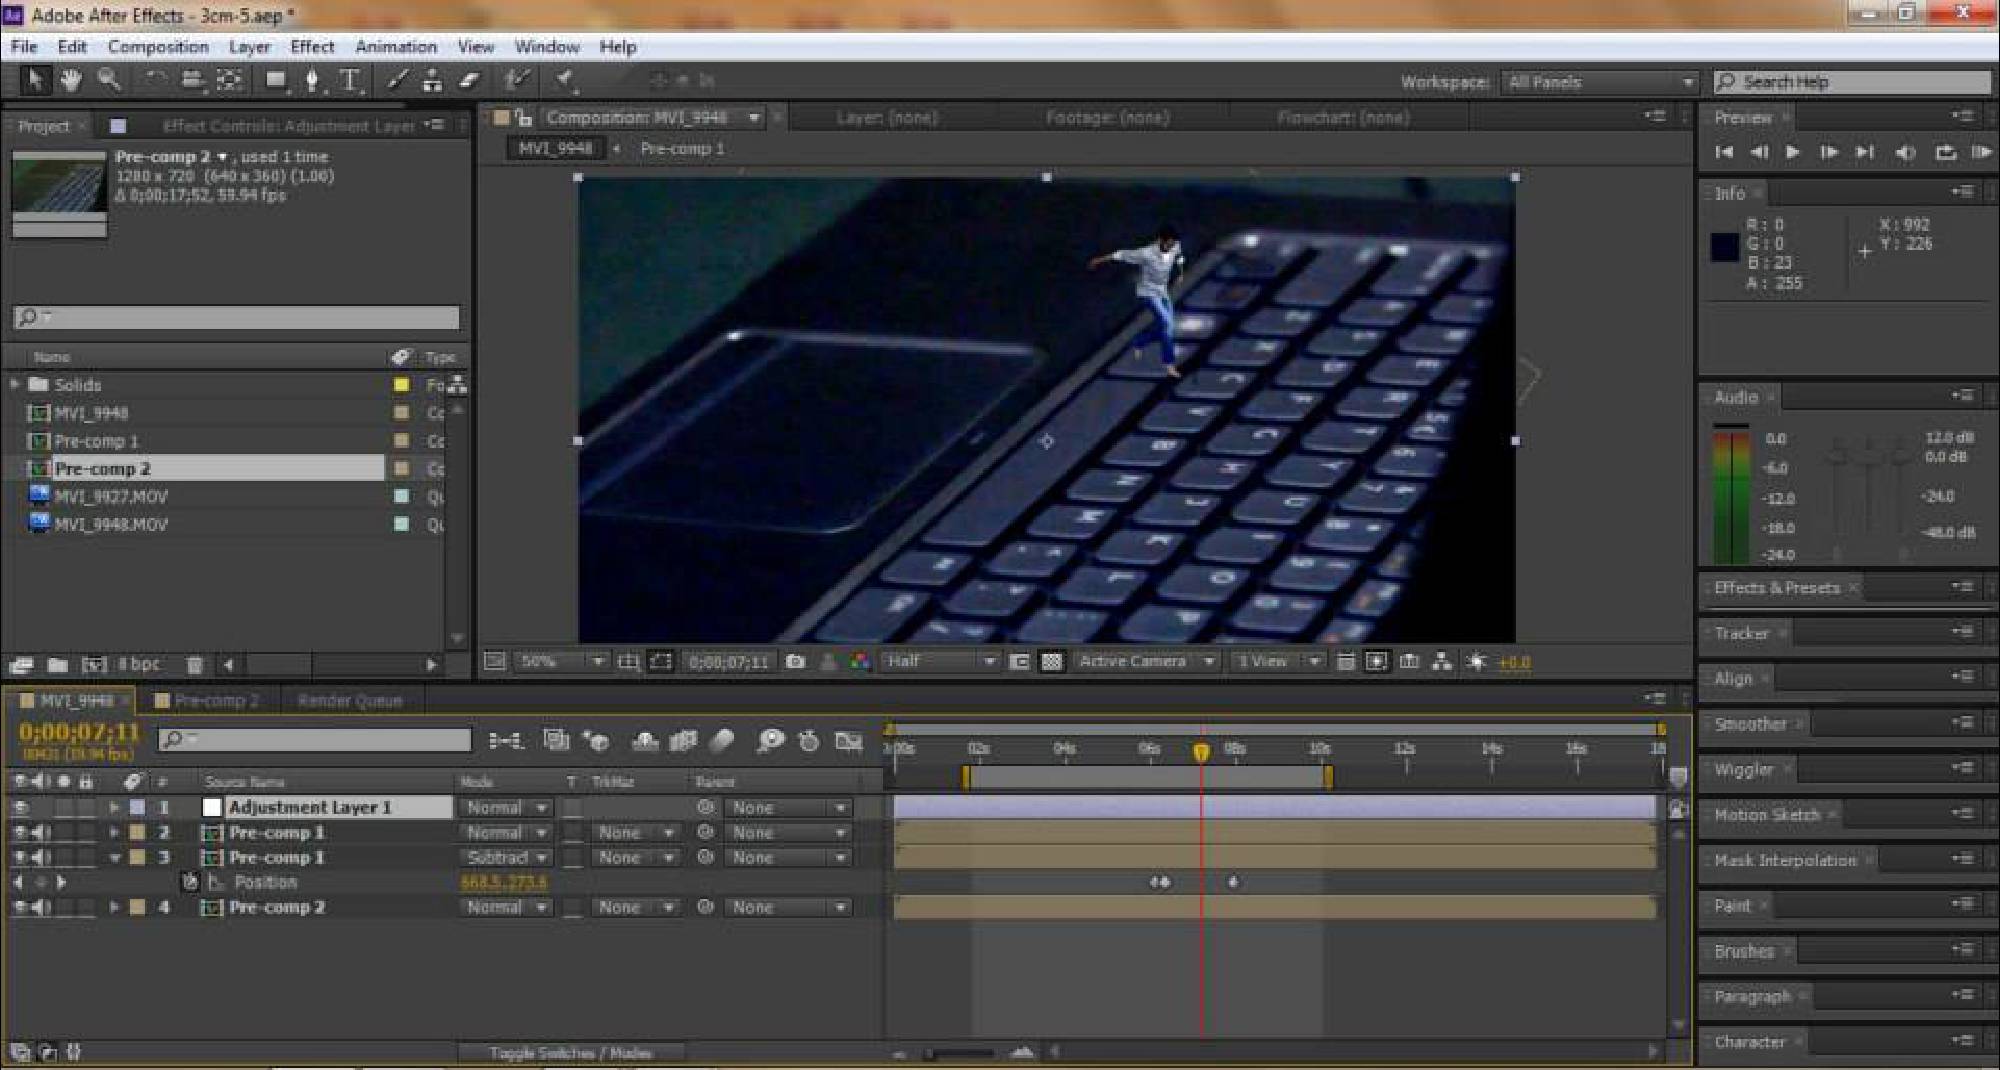 Adobe After Effects - 3cm-5.aep *
File Edit Composition Layer Effect Animation View Window Help
Workspace: All Panels Search Help
Project Effect Controls: Adjustment Layer
Pre-comp 2 , used 1 time
1280 x 720 (640 x 360) (1.00)
Δ 0;00;17;52, 59.94 fps
Name Type
Solids Fo
MVI_9948 Co
Pre-comp 1 Co
Pre-comp 2 Co
MVI_9927.MOV Qu
MVI_9948.MOV Qu
8 bpc
Composition: MVI_9948 Layer: (none) Footage: (none) Flowchart: (none)
MVI_9948 Pre-comp 1
50% 0;00;07;11 Half Active Camera 1 View +0.0
Preview
Info
R: 0 X: 992
G: 0 Y: 226
B: 23
A: 255
Audio
0.0 12.0 dB
-6.0 0.0 dB
-12.0 -24.0
-18.0 -48.0 dB
-24.0
Effects & Presets
Tracker
Align
Smoother
Wiggler
Motion Sketch
Mask Interpolation
Paint
Brushes
Paragraph
Character
MVI_9948 Pre-comp 2 Render Queue
0;00;07;11
00431 (59.94 fps)
02s 04s 06s 08s 10s 12s 14s 16s 18
# Source Name Mode T TrkMat Parent
1 Adjustment Layer 1 Normal None
2 Pre-comp 1 Normal None None
3 Pre-comp 1 Subtract None None
Position 668.5,273.6
4 Pre-comp 2 Normal None None
Toggle Switches / Modes